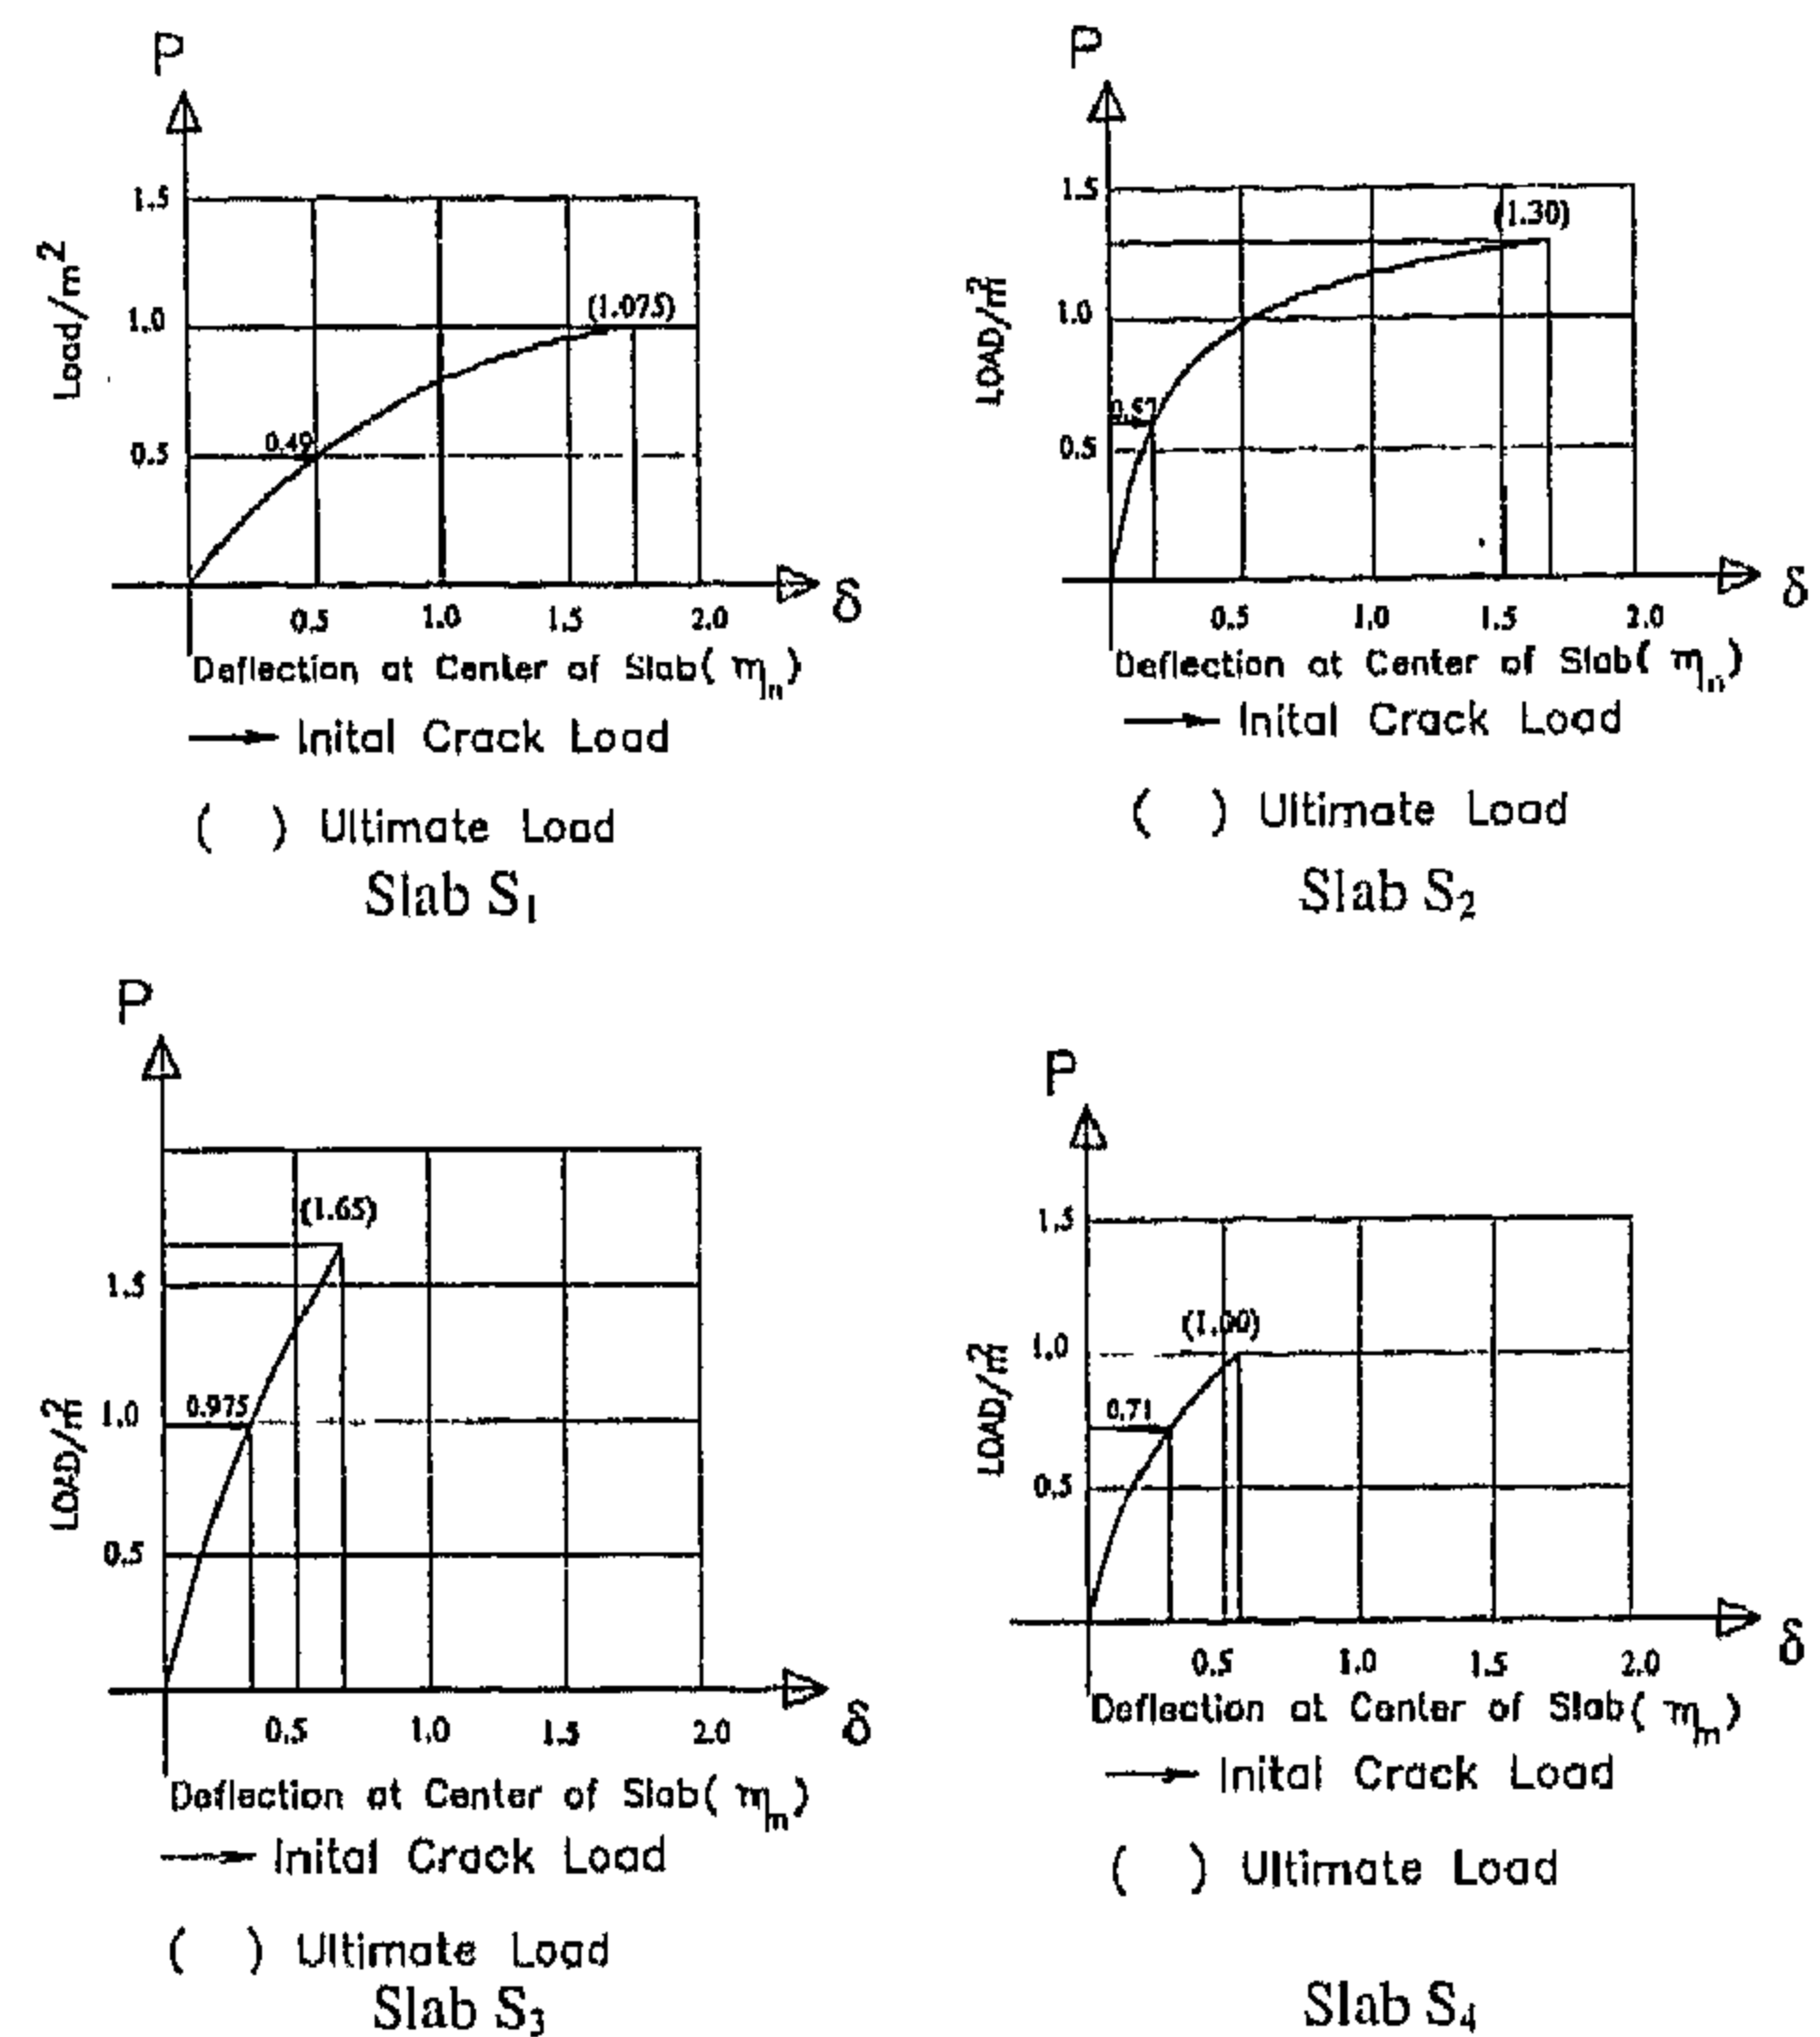 P
1.5
1.0
0.5
Load/m²
(1.075)
0.49
0.5 1.0 1.5 2.0
δ
Deflection at Center of Slab(
Inital Crack Load
( ) Ultimate Load
Slab S₁
P
1.5
1.0
0.5
LOAD/m²
(1.30)
0.5 1.0 1.5 2.0
δ
Deflection at Center of Slab(
Inital Crack Load
( ) Ultimate Load
Slab S₂
P
1.5
1.0
0.5
LOAD/m²
(1.65)
0.975
0.5 1.0 1.5 2.0
δ
Deflection at Center of Slab(
Inital Crack Load
( ) Ultimate Load
Slab S₃
P
1.5
1.0
0.5
LOAD/m²
(1.00)
0.71
0.5 1.0 1.5 2.0
δ
Deflection at Center of Slab(
Inital Crack Load
( ) Ultimate Load
Slab S₄